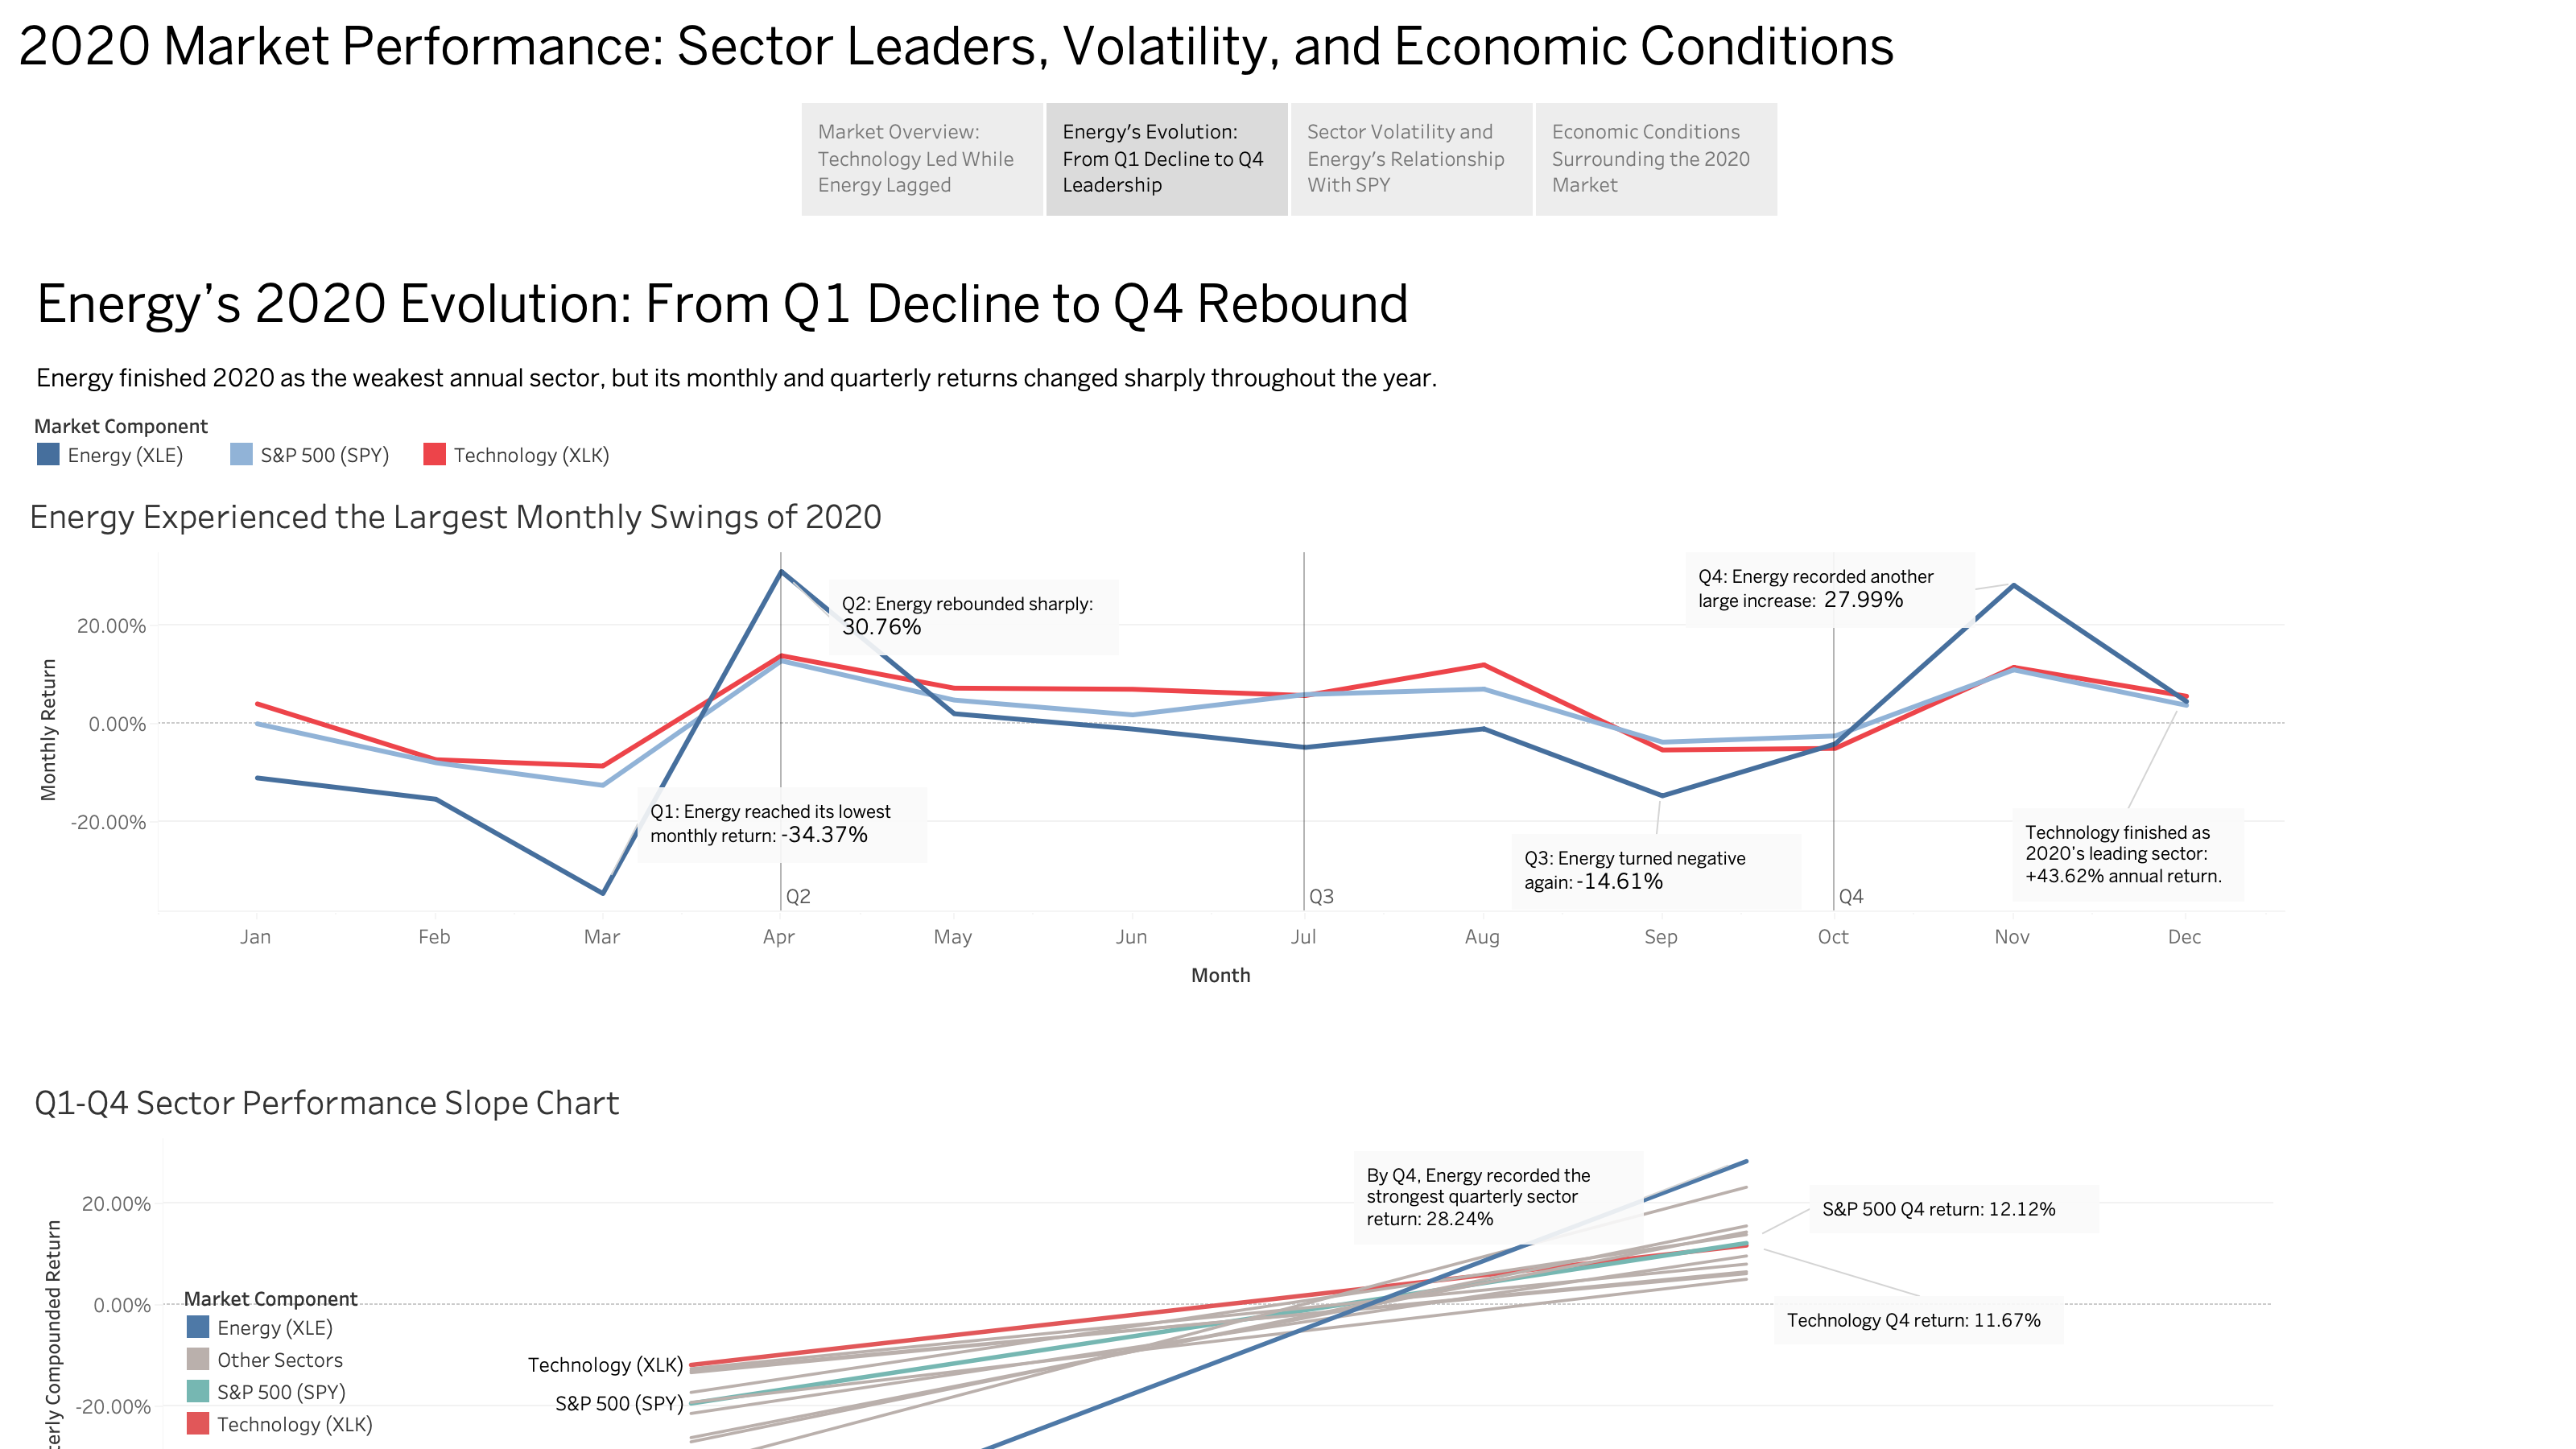 2020 Market Performance: Sector Leaders, Volatility, and Economic Conditions
Market Overview:
Technology Led While
Energy Lagged
Energy's Evolution:
From Q1 Decline to Q4
Leadership
Sector Volatility and
Energy's Relationship
With SPY
Economic Conditions
Surrounding the 2020
Market
Energy's 2020 Evolution: From Q1 Decline to Q4 Rebound
Energy finished 2020 as the weakest annual sector, but its monthly and quarterly returns changed sharply throughout the year.
Market Component
Energy (XLE)
S&P 500 (SPY)
Technology (XLK)
Energy Experienced the Largest Monthly Swings of 2020
Monthly Return
20.00%
0.00%
-20.00%
Q2: Energy rebounded sharply:
30.76%
Q4: Energy recorded another
large increase: 27.99%
Q1: Energy reached its lowest
monthly return: -34.37%
Q3: Energy turned negative
again: -14.61%
Technology finished as
2020's leading sector:
+43.62% annual return.
Q2
Q3
Q4
Jan
Feb
Mar
Apr
May
Jun
Jul
Aug
Sep
Oct
Nov
Dec
Month
Q1-Q4 Sector Performance Slope Chart
terly Compounded Return
20.00%
0.00%
-20.00%
Market Component
Energy (XLE)
Other Sectors
S&P 500 (SPY)
Technology (XLK)
Technology (XLK)
S&P 500 (SPY)
By Q4, Energy recorded the
strongest quarterly sector
return: 28.24%
S&P 500 Q4 return: 12.12%
Technology Q4 return: 11.67%